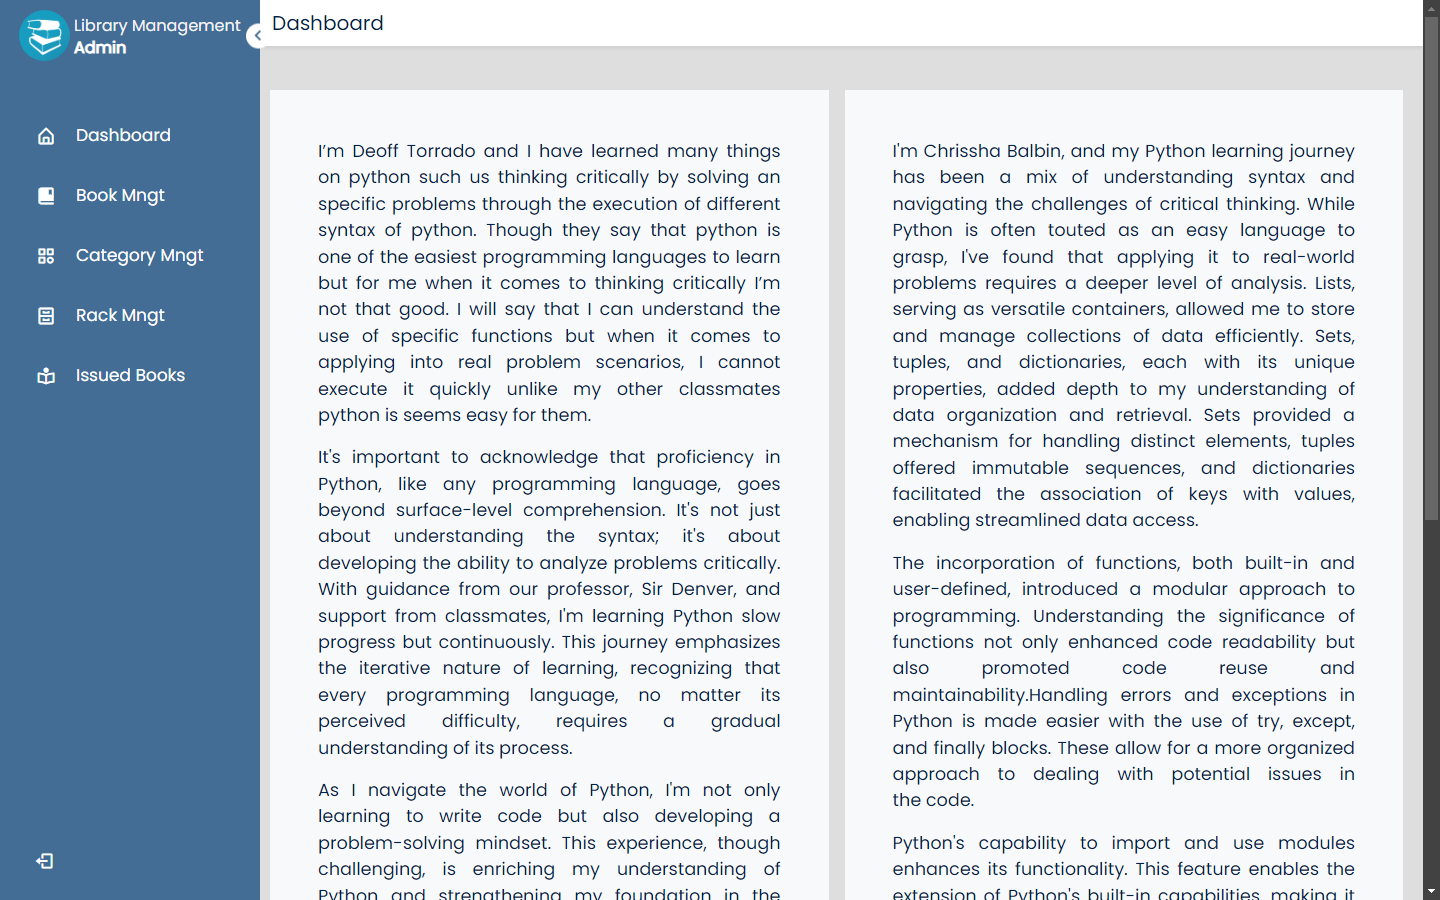 Library Management
Admin
Dashboard
Book Mngt
Category Mngt
Rack Mngt
Issued Books
Dashboard
I'm Deoff Torrado and I have learned many things
on python such us thinking critically by solving an
specific problems through the execution of different
syntax of python. Though they say that python is
one of the easiest programming languages to learn
but for me when it comes to thinking critically I'm
not that good. I will say that I can understand the
use of specific functions but when it comes to
applying into real problem scenarios, I cannot
execute it quickly unlike my other classmates
python is seems easy for them.
It's important to acknowledge that proficiency in
Python, like any programming language, goes
beyond surface-level comprehension. It's not just
about understanding the syntax; it's about
developing the ability to analyze problems critically.
With guidance from our professor, Sir Denver, and
support from classmates, I'm learning Python slow
progress but continuously. This journey emphasizes
the iterative nature of learning, recognizing that
every programming language, no matter its
perceived difficulty, requires a gradual
understanding of its process.
As I navigate the world of Python, I'm not only
learning to write code but also developing a
problem-solving mindset. This experience, though
challenging, is enriching my understanding of
Python and strengthening my foundation in the
I'm Chrissha Balbin, and my Python learning journey
has been a mix of understanding syntax and
navigating the challenges of critical thinking. While
Python is often touted as an easy language to
grasp, I've found that applying it to real-world
problems requires a deeper level of analysis. Lists,
serving as versatile containers, allowed me to store
and manage collections of data efficiently. Sets,
tuples, and dictionaries, each with its unique
properties, added depth to my understanding of
data organization and retrieval. Sets provided a
mechanism for handling distinct elements, tuples
offered immutable sequences, and dictionaries
facilitated the association of keys with values,
enabling streamlined data access.
The incorporation of functions, both built-in and
user-defined, introduced a modular approach to
programming. Understanding the significance of
functions not only enhanced code readability but
also promoted code reuse and
maintainability.Handling errors and exceptions in
Python is made easier with the use of try, except,
and finally blocks. These allow for a more organized
approach to dealing with potential issues in
the code.
Python's capability to import and use modules
enhances its functionality. This feature enables the
extension of Python's built-in capabilities, making it